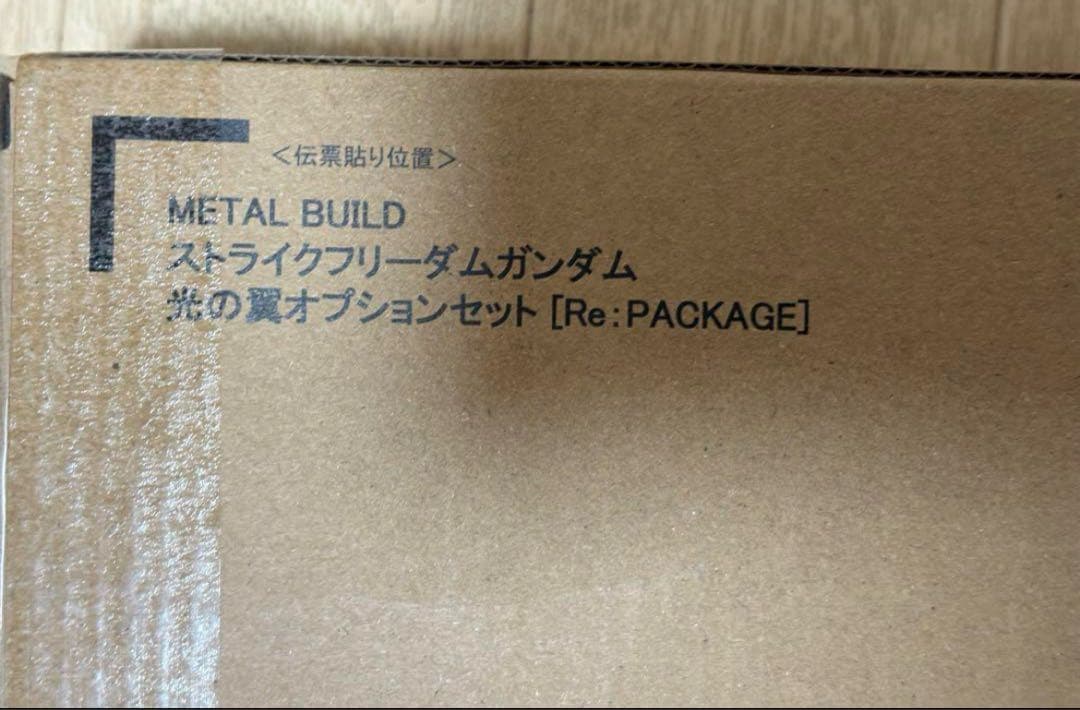 ＜伝票貼り位置＞
METAL BUILD
ストライクフリーダムガンダム
光の翼オプションセット [Re:PACKAGE]